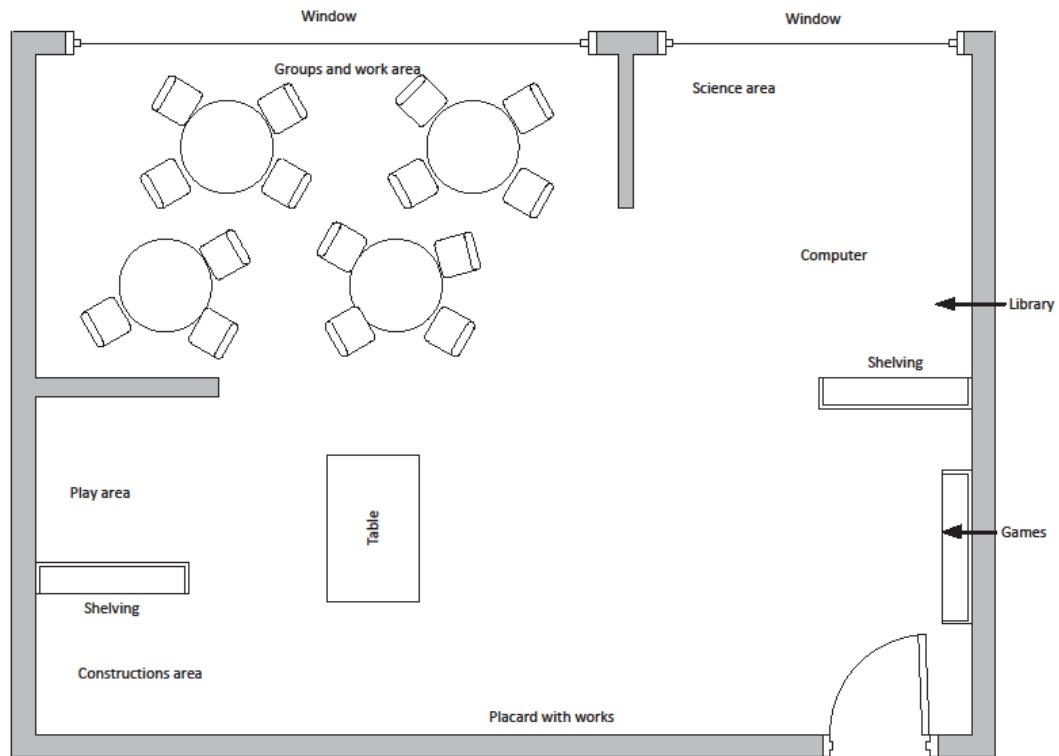 Window
Window
Groups and work area
Science area
Computer
Library
Shelving
Play area
Table
Games
Shelving
Constructions area
Placard with works